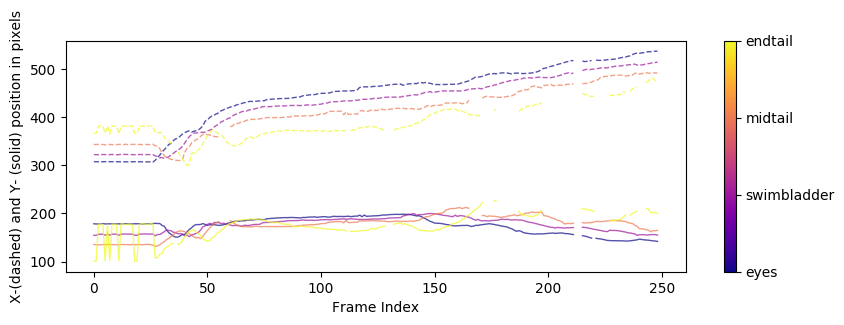 X-(dashed) and Y- (solid) position in pixels
500
400
300
200
100
0
50
100
150
200
250
Frame Index
endtail
midtail
swimbladder
eyes